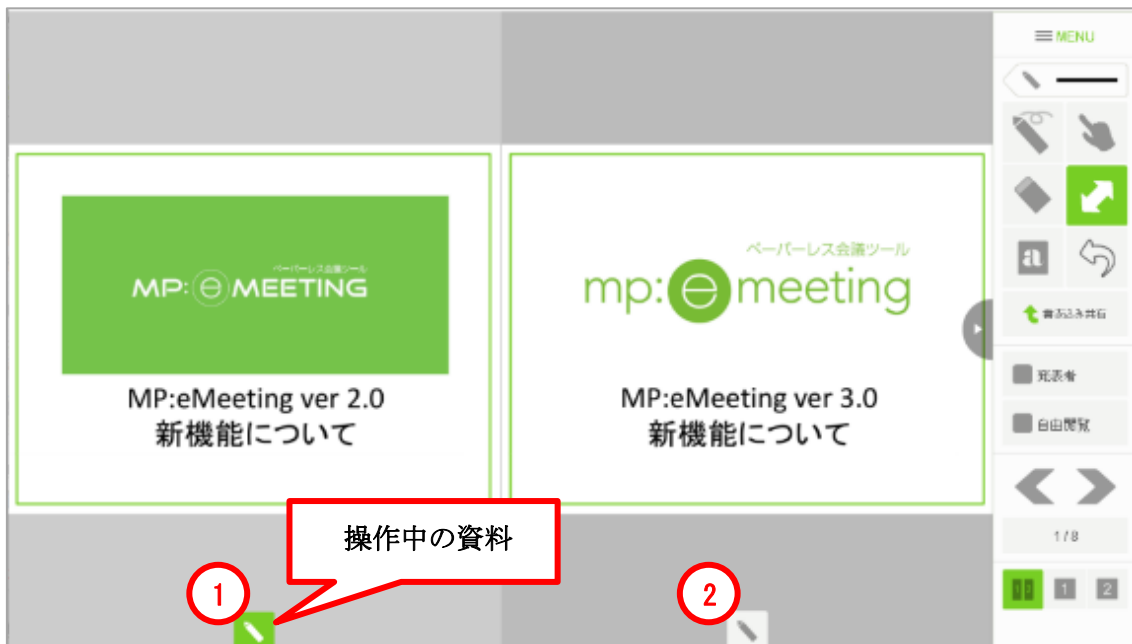 MENU
ペーパーレス会議ツール
MP:eMEETING
MP:eMeeting ver 2.0
新機能について
ペーパーレス会議ツール
mp:emeeting
MP:eMeeting ver 3.0
新機能について
a
書き込み共有
発表者
自由閲覧
1/8
1 2
操作中の資料
1
2